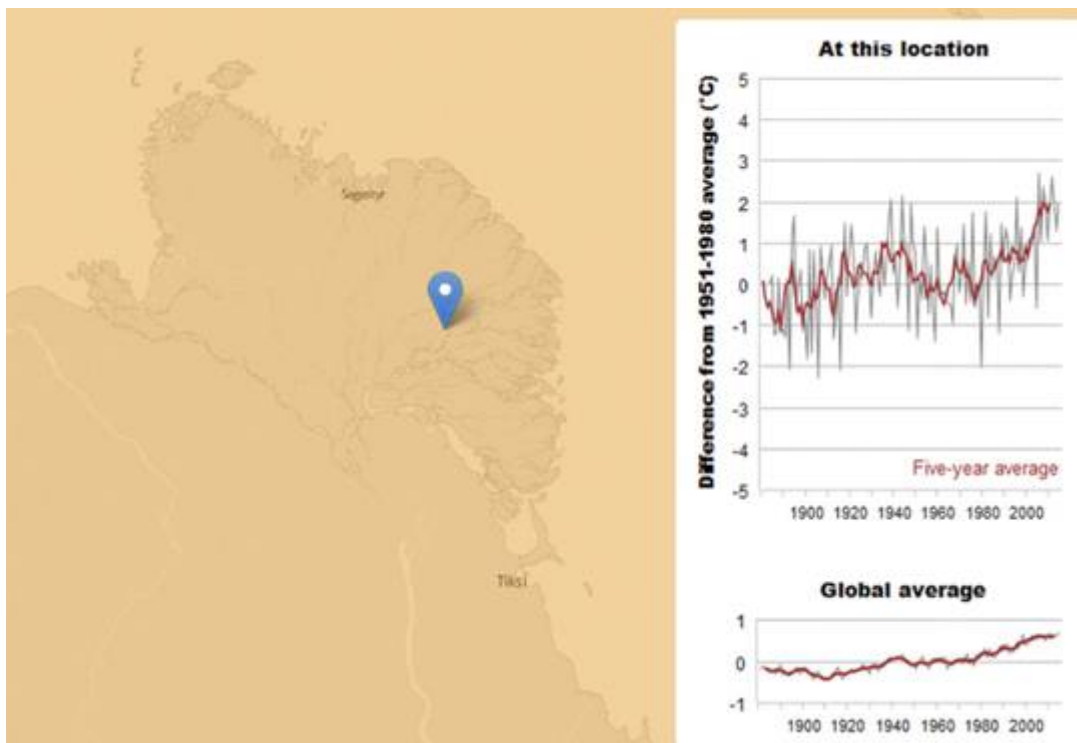 Tiksi
At this location
Difference from 1951-1980 average (°C)
5
4
3
2
1
0
-1
-2
-3
-4
-5
Five-year average
1900 1920 1940 1960 1980 2000
Global average
1
0
-1
1900 1920 1940 1960 1980 2000